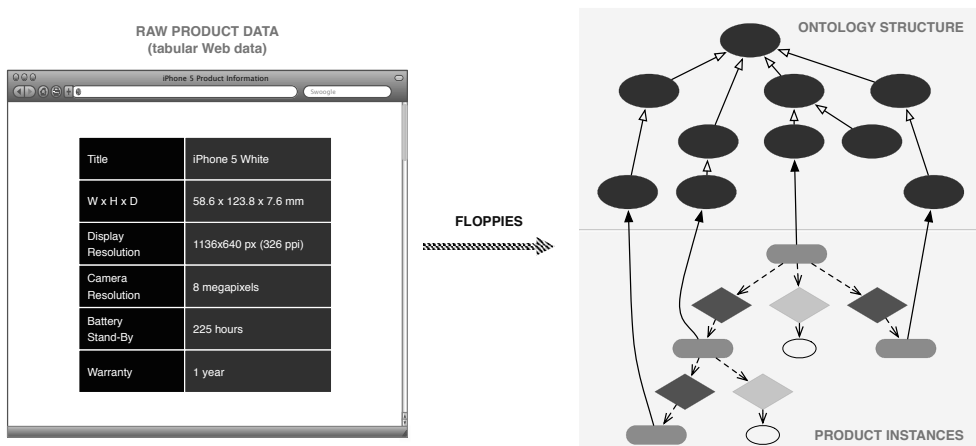 RAW PRODUCT DATA
(tabular Web data)
iPhone 5 Product Information
Swoogle
Title
iPhone 5 White
W x H x D
58.6 x 123.8 x 7.6 mm
Display
Resolution
1136x640 px (326 ppi)
Camera
Resolution
8 megapixels
Battery
Stand-By
225 hours
Warranty
1 year
FLOPPIES
ONTOLOGY STRUCTURE
PRODUCT INSTANCES